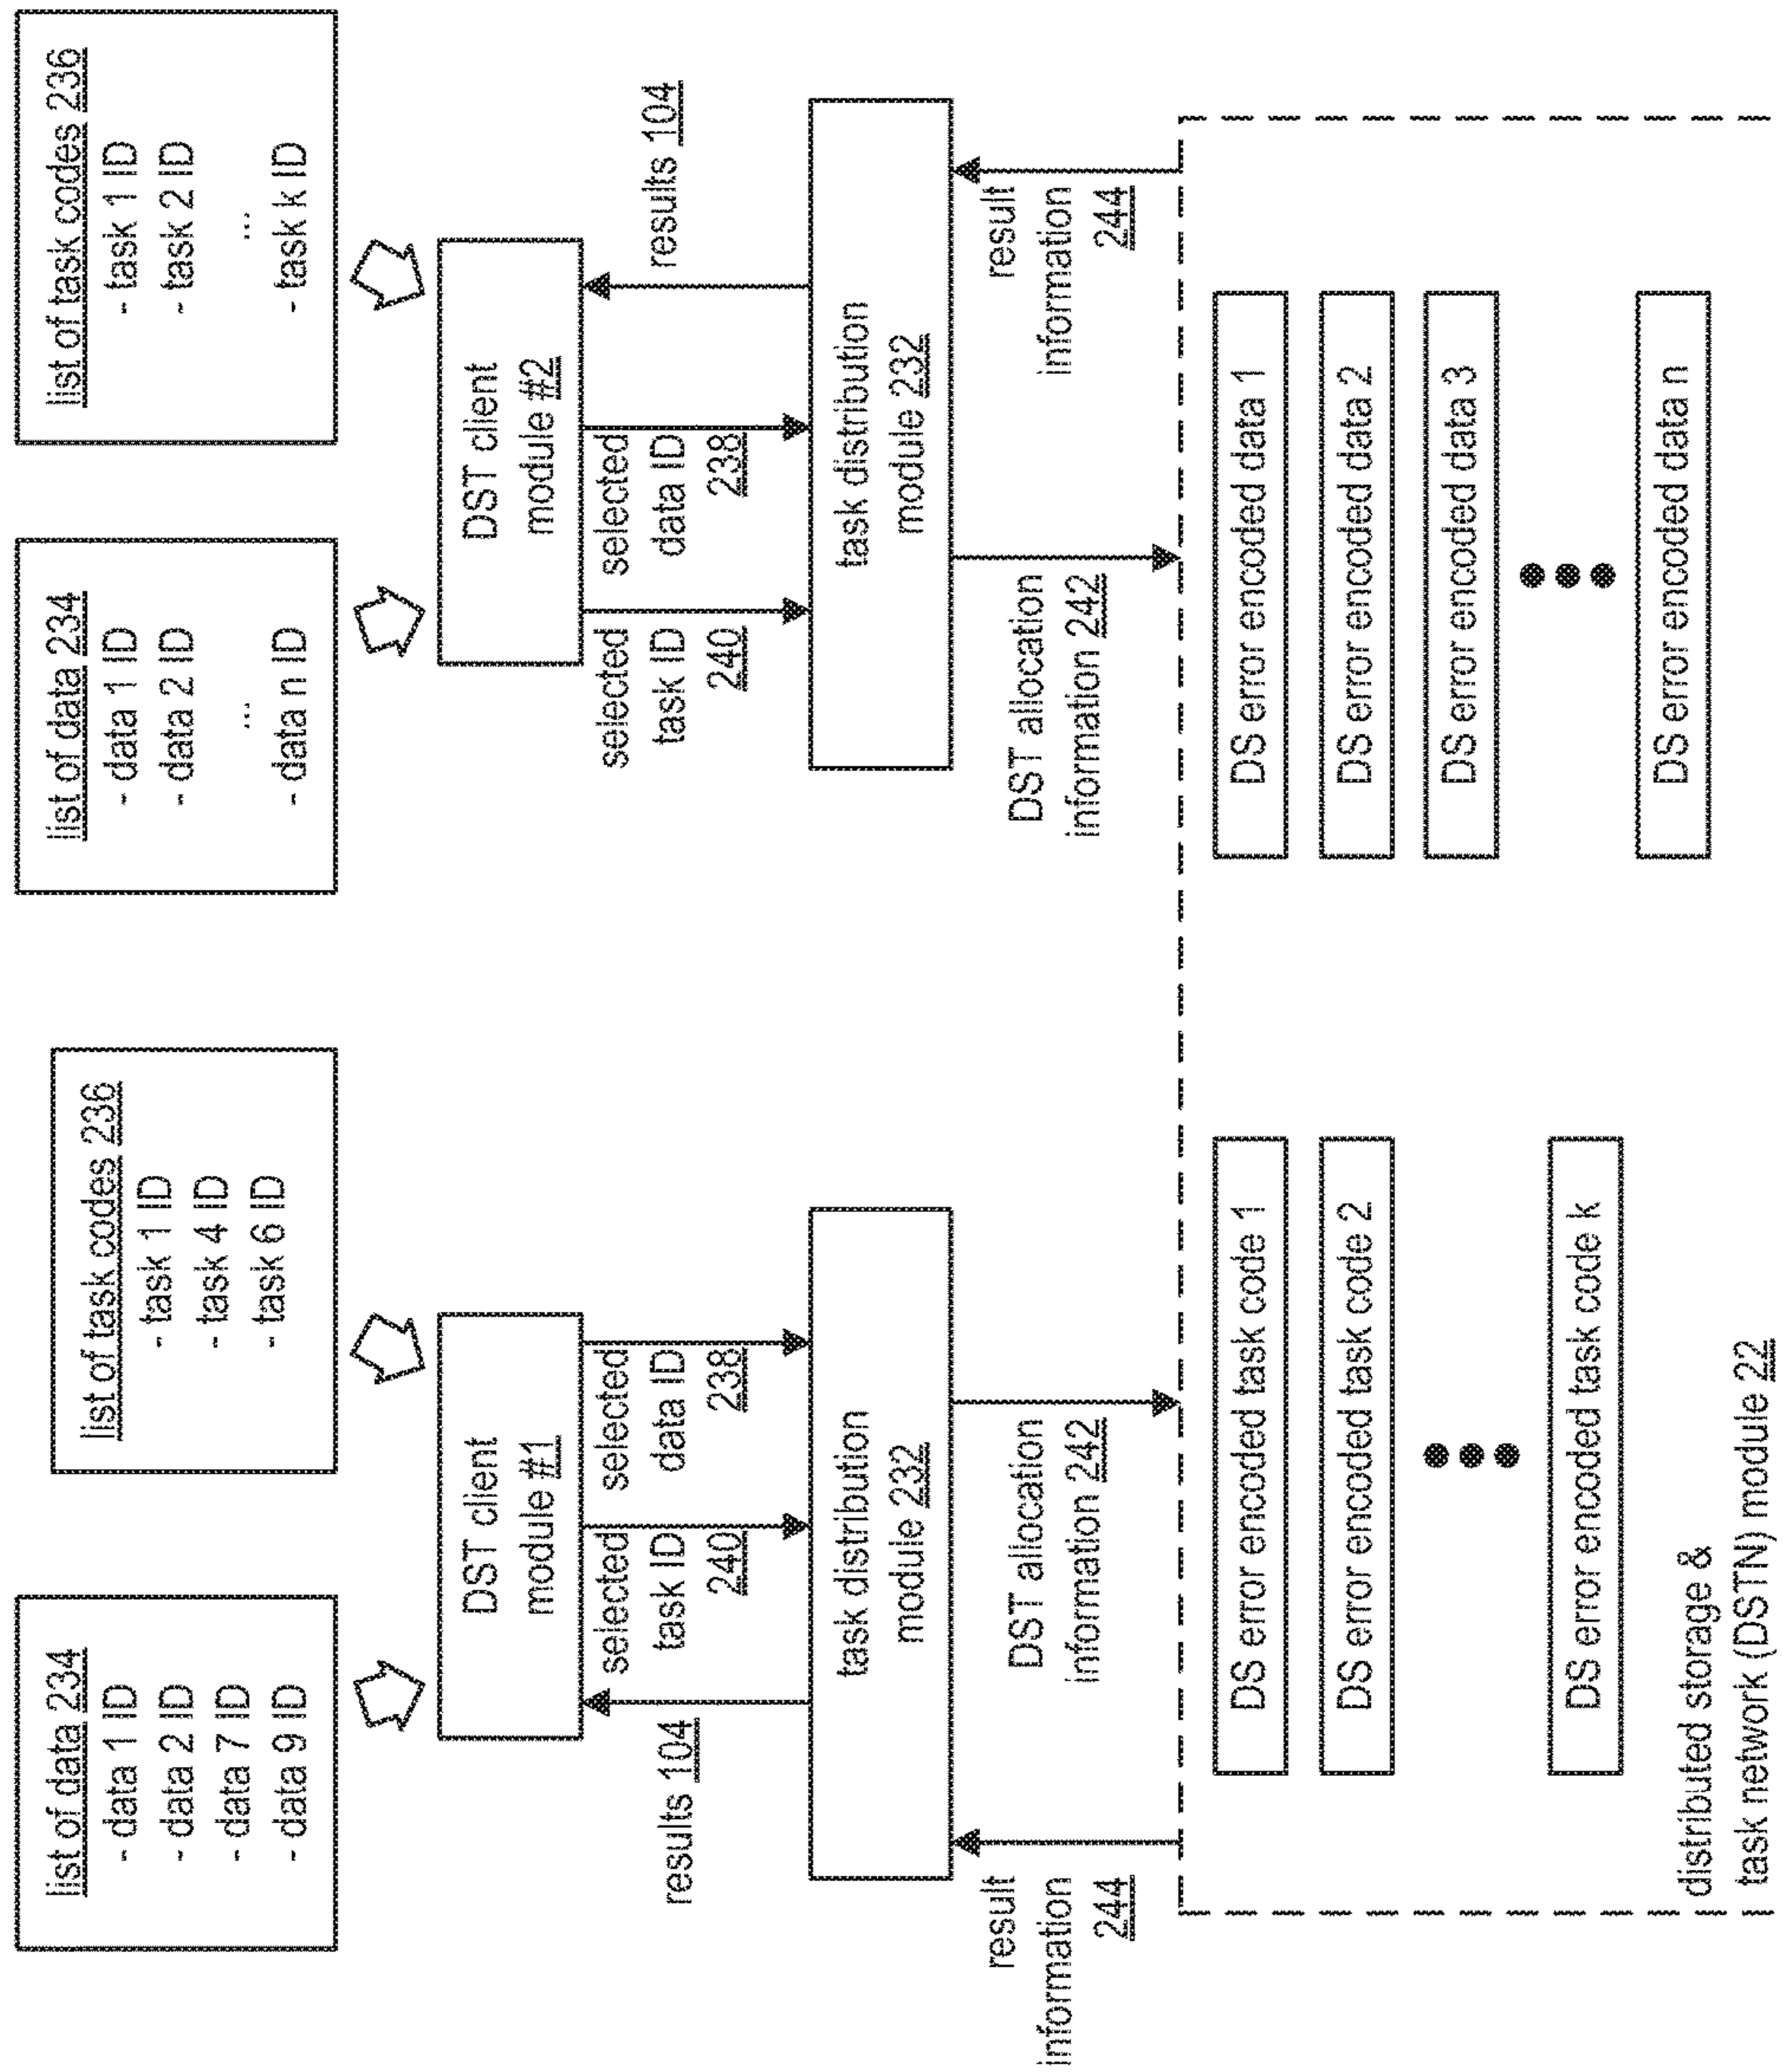 list of data 234
- data 1 ID
- data 2 ID
- data 7 ID
- data 9 ID
list of task codes 236
- task 1 ID
- task 4 ID
- task 6 ID
list of data 234
- data 1 ID
- data 2 ID
...
- data n ID
list of task codes 236
- task 1 ID
- task 2 ID
...
- task k ID
DST client
module #1
DST client
module #2
results 104
selected
task ID
240
selected
data ID
238
selected
task ID
240
selected
data ID
238
results 104
task distribution
module 232
task distribution
module 232
result
information
244
DST allocation
information 242
DST allocation
information 242
result
information
244
DS error encoded task code 1
DS error encoded task code 2
DS error encoded task code k
DS error encoded data 1
DS error encoded data 2
DS error encoded data 3
DS error encoded data n
distributed storage &
task network (DSTN) module 22